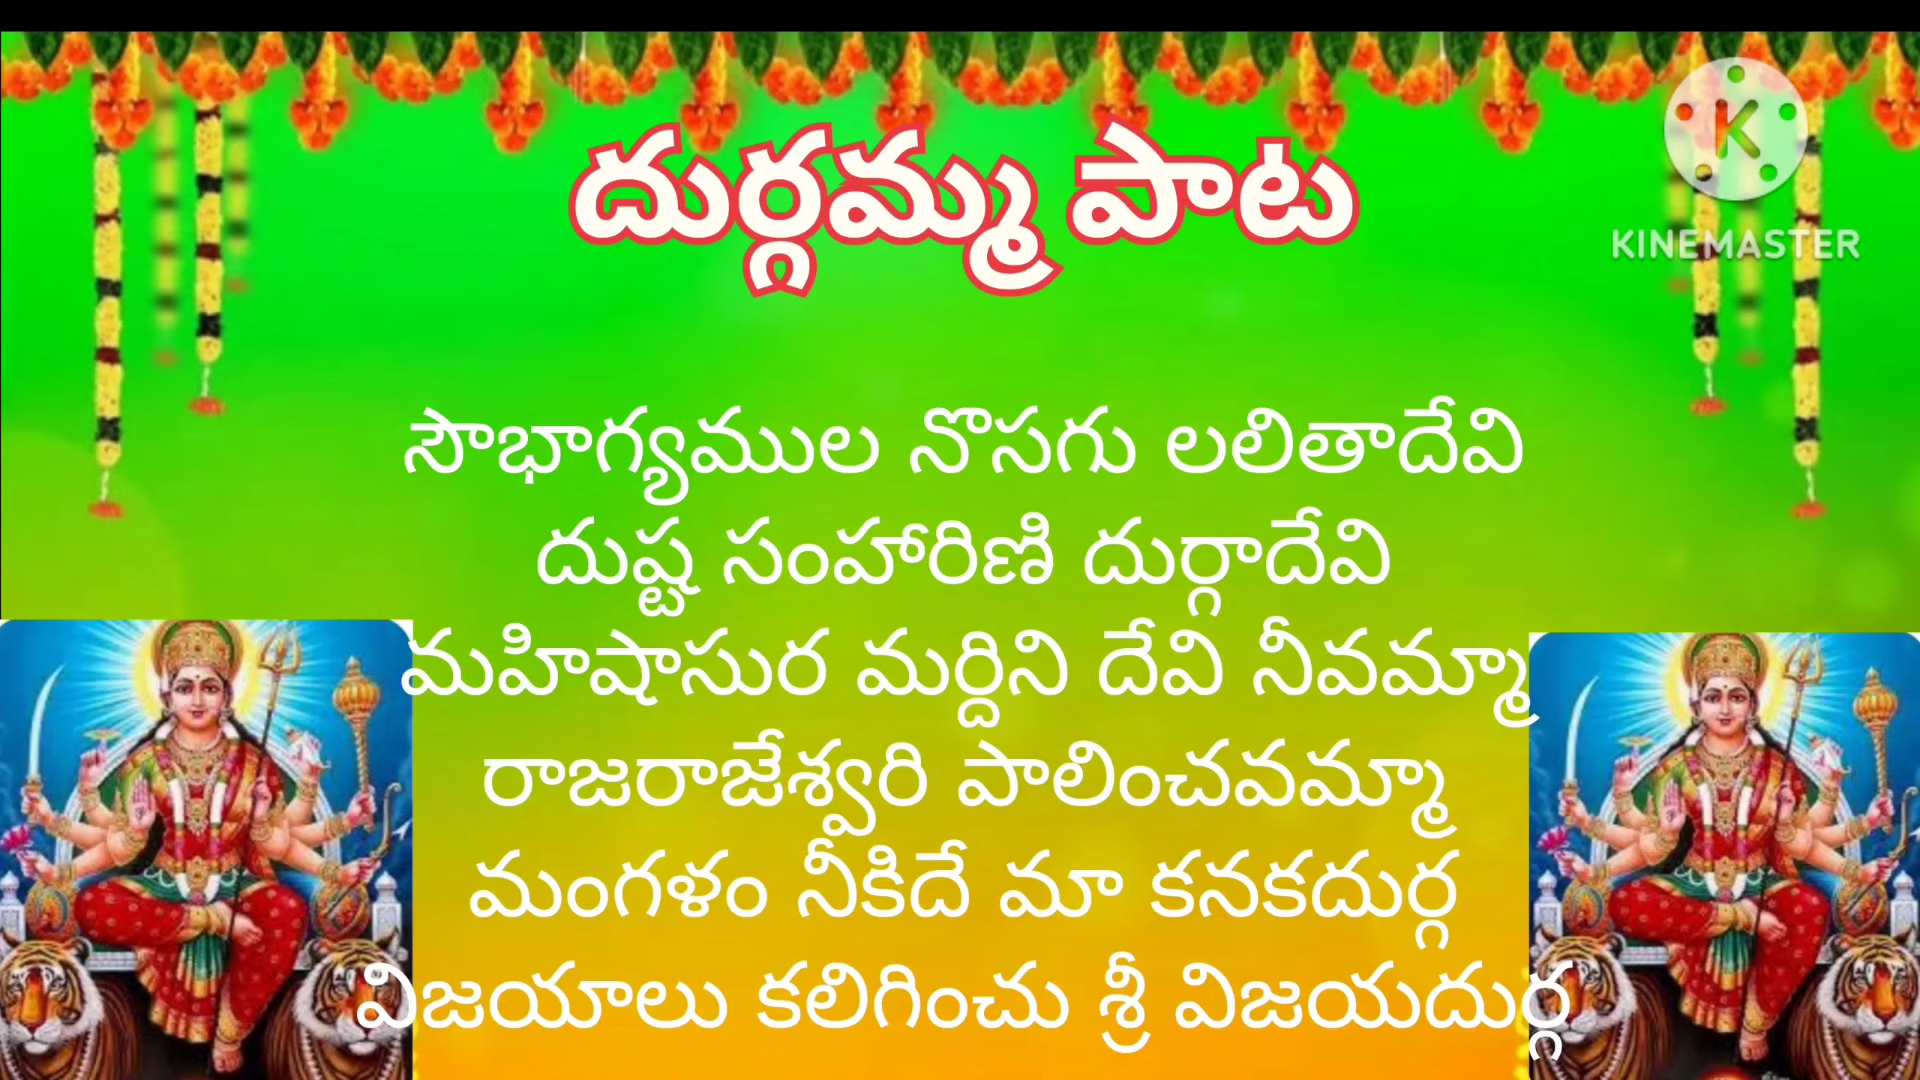 దుర్గమ్మ పాట
K
KINEMASTER
సౌభాగ్యముల నొసగు లలితాదేవి
దుష్ట సంహారిణి దుర్గాదేవి
మహిషాసుర మర్దిని దేవి నీవమ్మా
రాజరాజేశ్వరి పాలించవమ్మా
మంగళం నీకిదే మా కనకదుర్గ
విజయాలు కలిగించు శ్రీ విజయదుర్గ